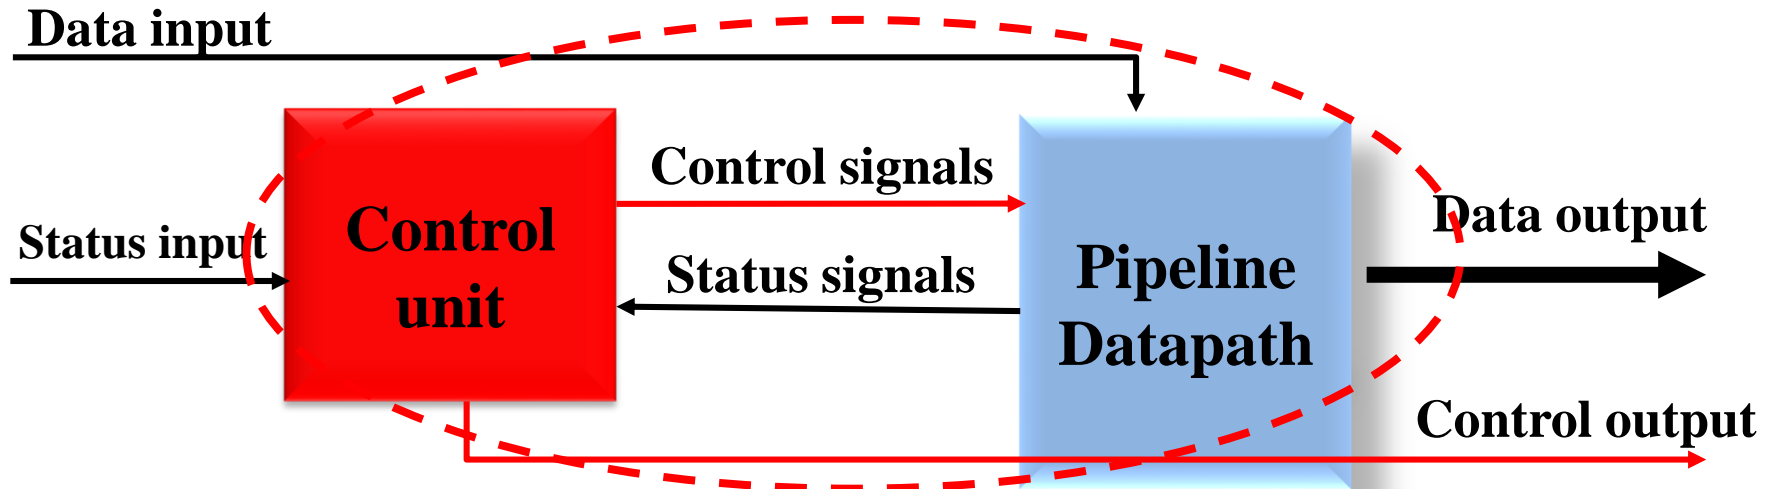 Data input
Control signals
Control
unit
Status input
Status signals
Pipeline
Datapath
Data output
Control output